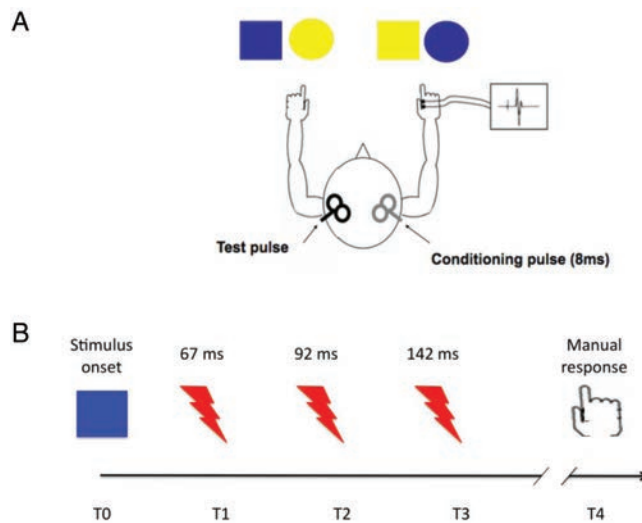 A
Test pulse
Conditioning pulse (8ms)
B
Stimulus
onset
67 ms
92 ms
142 ms
Manual
response
T0
T1
T2
T3
T4